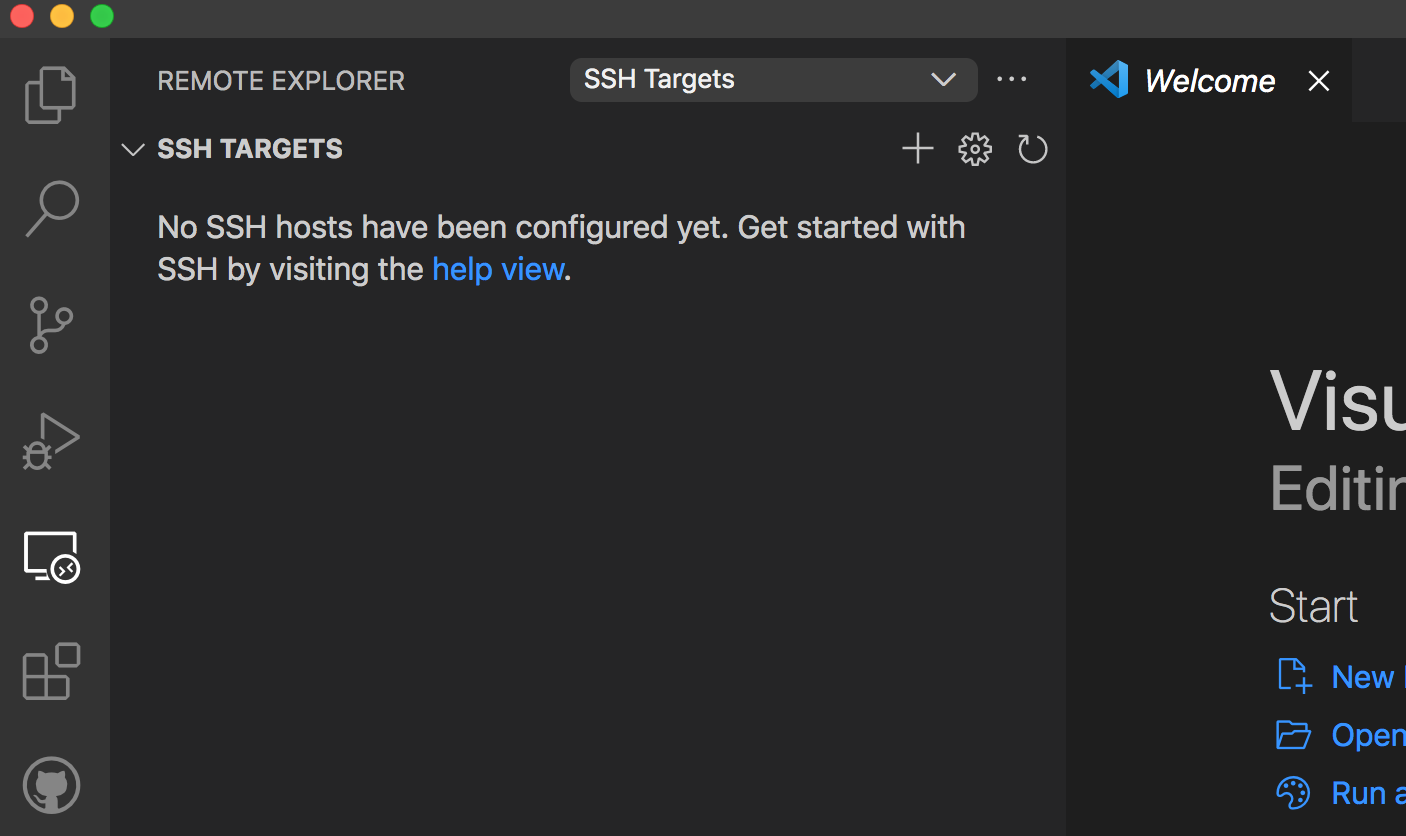 REMOTE EXPLORER
SSH Targets
Welcome
SSH TARGETS
No SSH hosts have been configured yet. Get started with
SSH by visiting the help view.
Visu
Editin
Start
New
Open
Run a